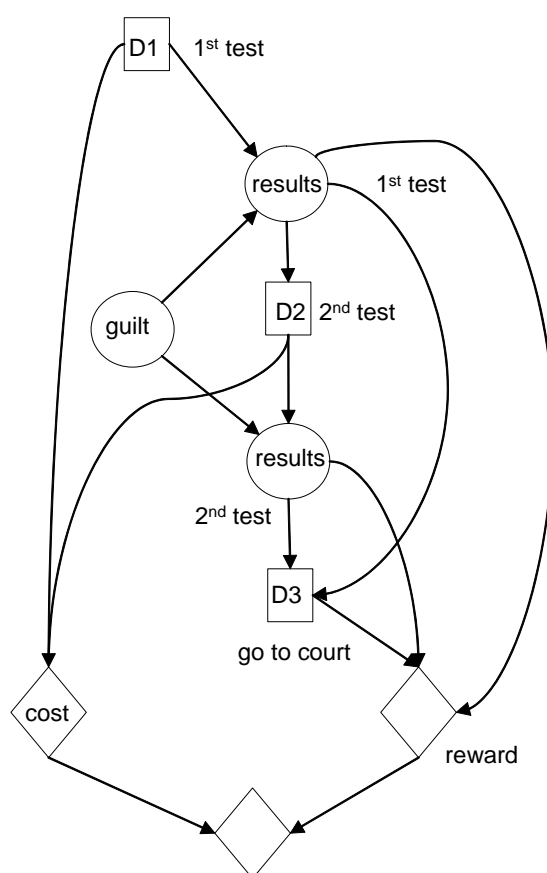 D1
1st test
results
1st test
guilt
D2
2nd test
results
2nd test
D3
go to court
cost
reward